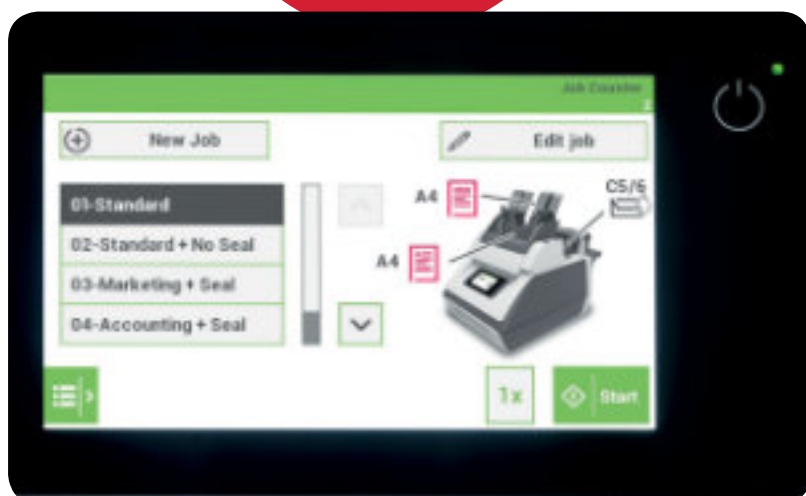 Job Counter
New Job
Edit job
01-Standard
02-Standard + No Seal
03-Marketing + Seal
04-Accounting + Seal
A4
C5/6
A4
1x
Start